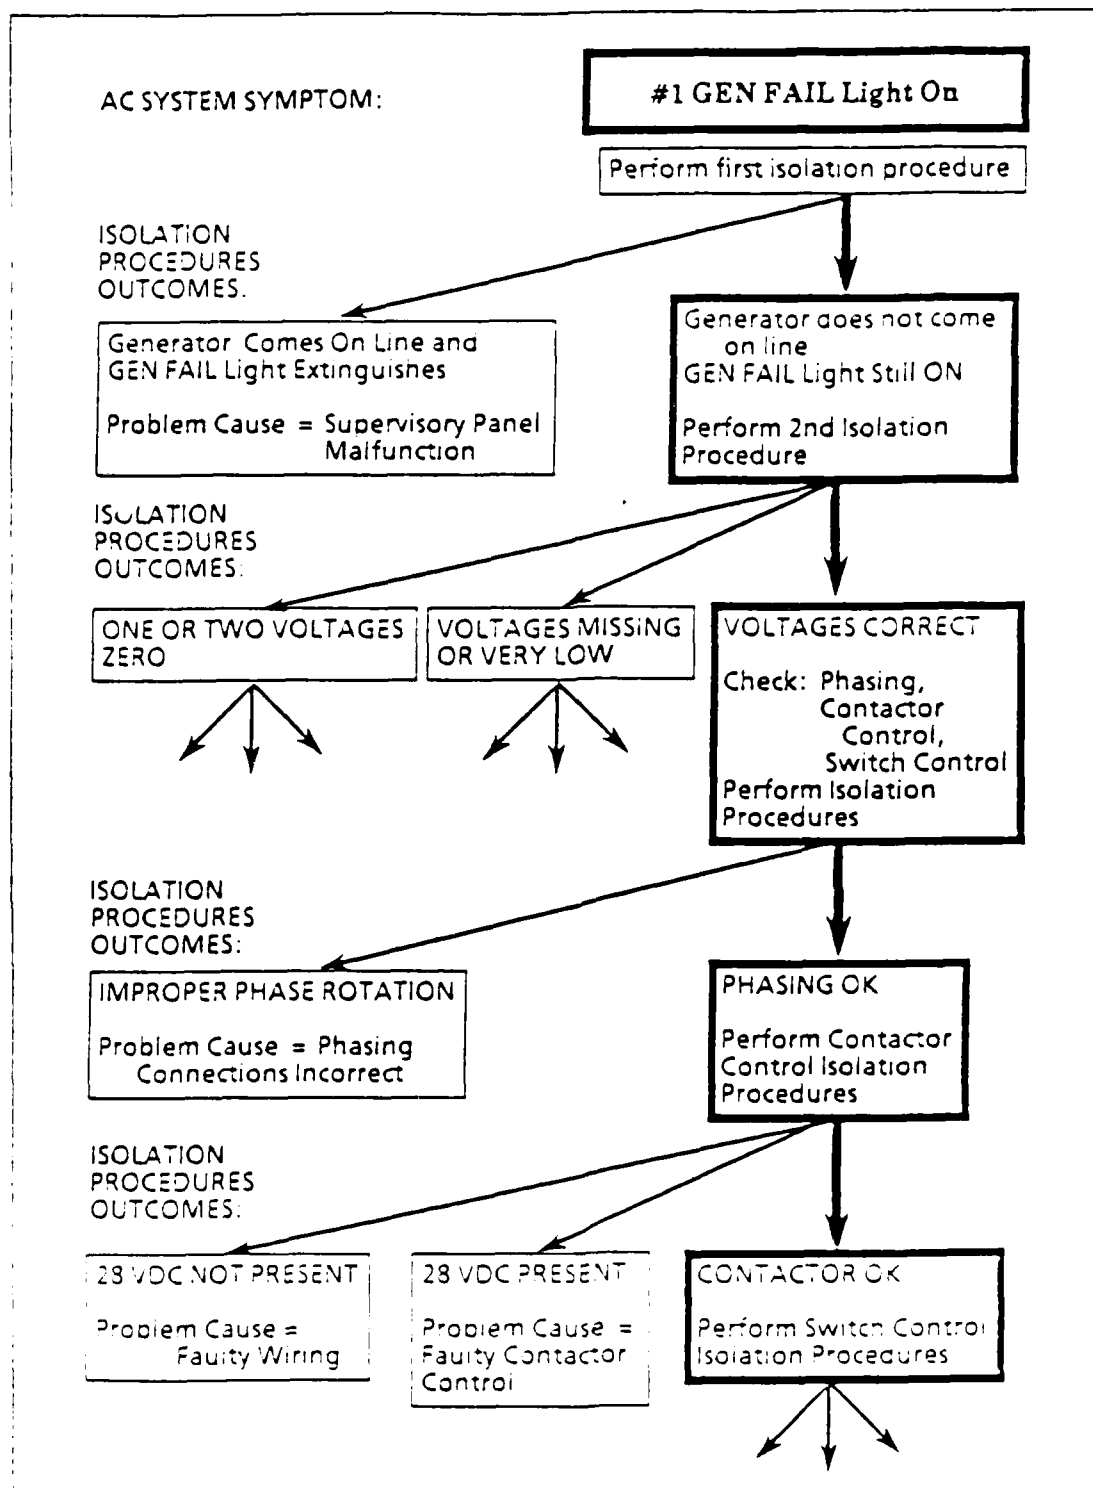 AC SYSTEM SYMPTOM:
#1 GEN FAIL Light On
Perform first isolation procedure
ISOLATION
PROCEDURES
OUTCOMES.
Generator Comes On Line and
GEN FAIL Light Extinguishes
Problem Cause = Supervisory Panel
Malfunction
Generator does not come
on line
GEN FAIL Light Still ON
Perform 2nd Isolation
Procedure
ISOLATION
PROCEDURES
OUTCOMES:
ONE OR TWO VOLTAGES
ZERO
VOLTAGES MISSING
OR VERY LOW
VOLTAGES CORRECT
Check: Phasing,
Contactor
Control,
Switch Control
Perform Isolation
Procedures
ISOLATION
PROCEDURES
OUTCOMES:
IMPROPER PHASE ROTATION
Problem Cause = Phasing
Connections Incorrect
PHASING OK
Perform Contactor
Control Isolation
Procedures
ISOLATION
PROCEDURES
OUTCOMES:
28 VDC NOT PRESENT
Problem Cause =
Faulty Wiring
28 VDC PRESENT
Problem Cause =
Faulty Contactor
Control
CONTACTOR OK
Perform Switch Control
Isolation Procedures